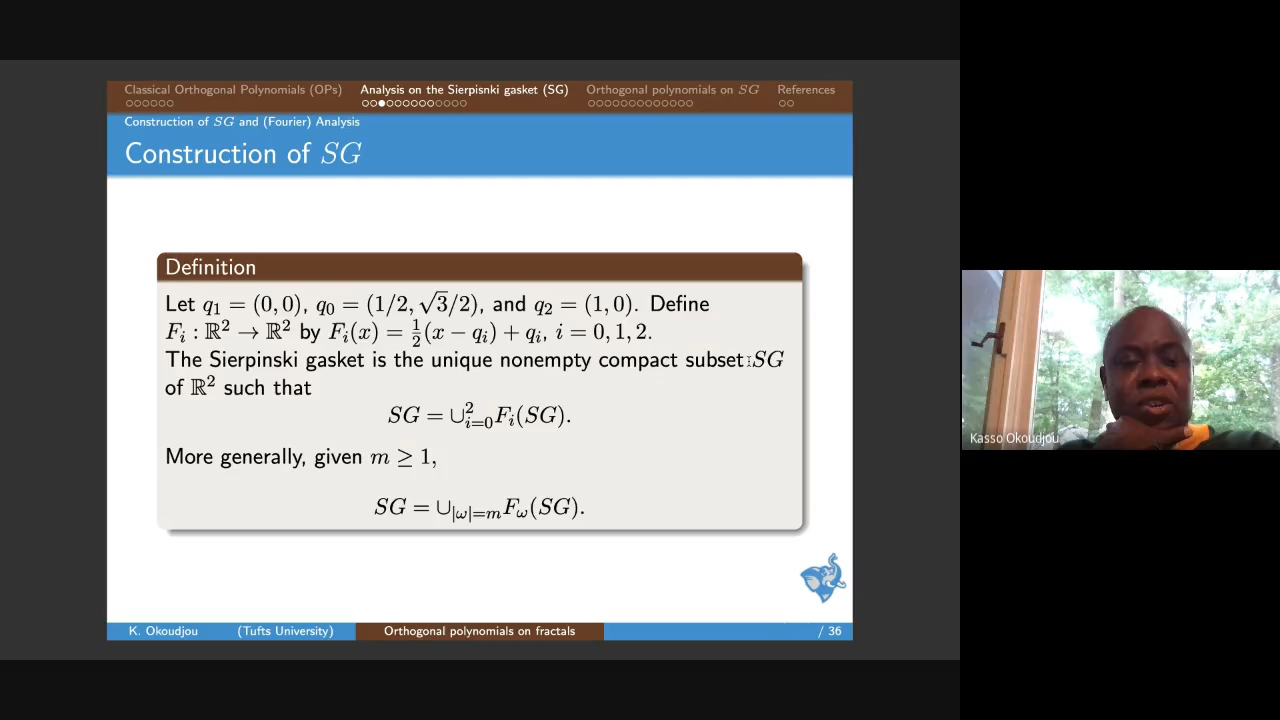 Classical Orthogonal Polynomials (OPs) Analysis on the Sierpisnki gasket (SG) Orthogonal polynomials on SG References
Construction of SG and (Fourier) Analysis
Construction of SG
Definition
Let q₁ = (0, 0), q₀ = (1/2, √3/2), and q₂ = (1, 0). Define
Fᵢ : ℝ² → ℝ² by Fᵢ(x) = ½(x − qᵢ) + qᵢ, i = 0, 1, 2.
The Sierpinski gasket is the unique nonempty compact subset SG
of ℝ² such that
SG = ∪²ᵢ₌₀Fᵢ(SG).
More generally, given m ≥ 1,
SG = ∪_{|ω|=m}F_ω(SG).
K. Okoudjou (Tufts University) Orthogonal polynomials on fractals / 36
Kasso Okoudjou